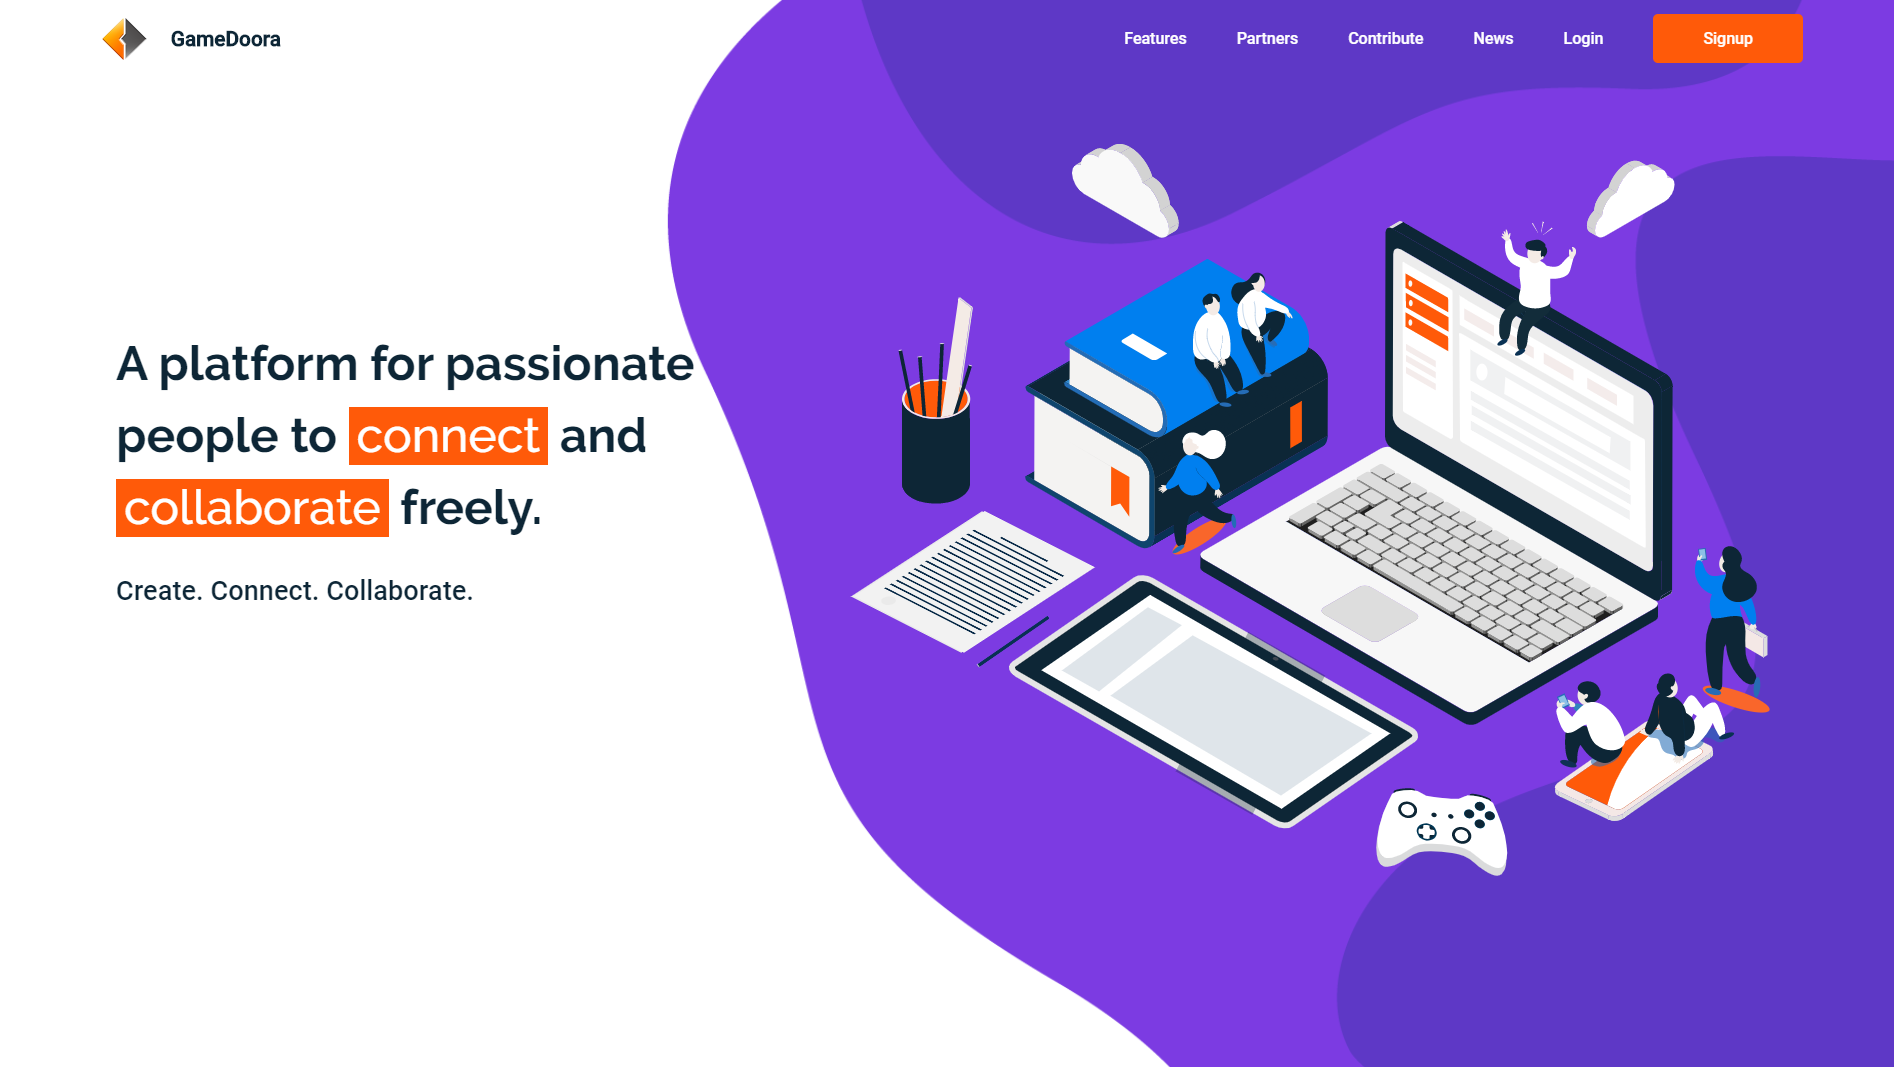 GameDoora
Features Partners Contribute News Login Signup
A platform for passionate
people to connect and
collaborate freely.
Create. Connect. Collaborate.